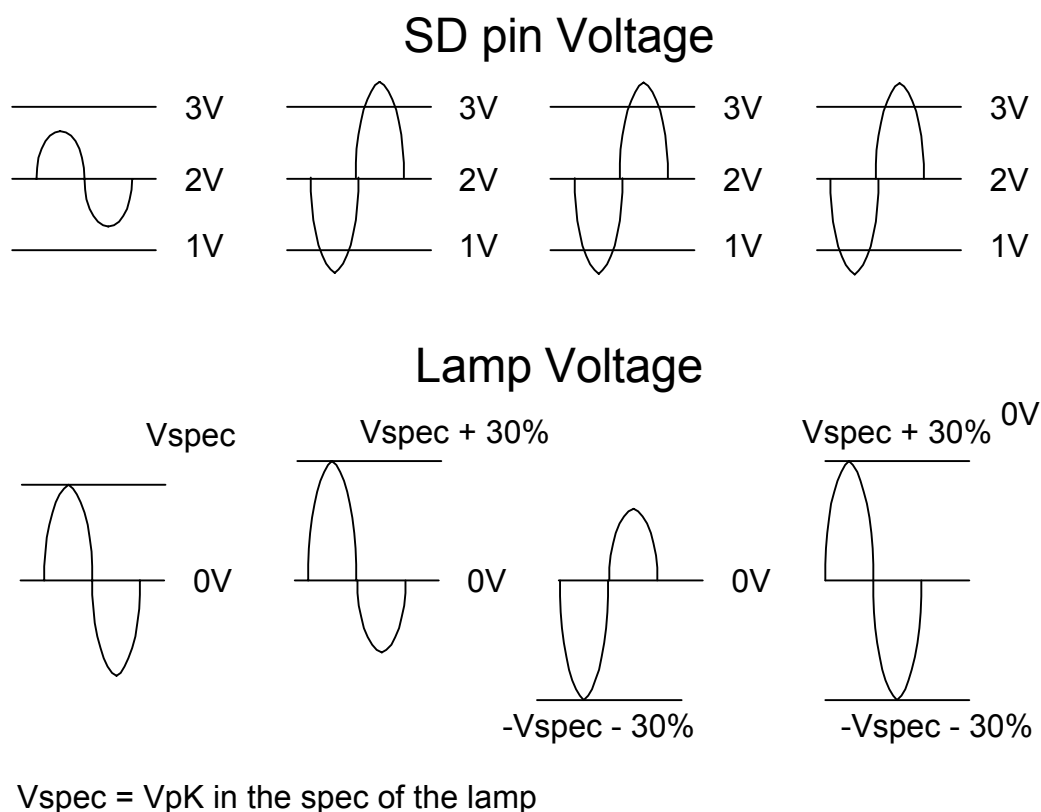 SD pin Voltage
3V 3V 3V 3V
2V 2V 2V 2V
1V 1V 1V 1V
Lamp Voltage
Vspec Vspec + 30% Vspec + 30% 0V
0V 0V 0V
-Vspec - 30% -Vspec - 30%
Vspec = VpK in the spec of the lamp